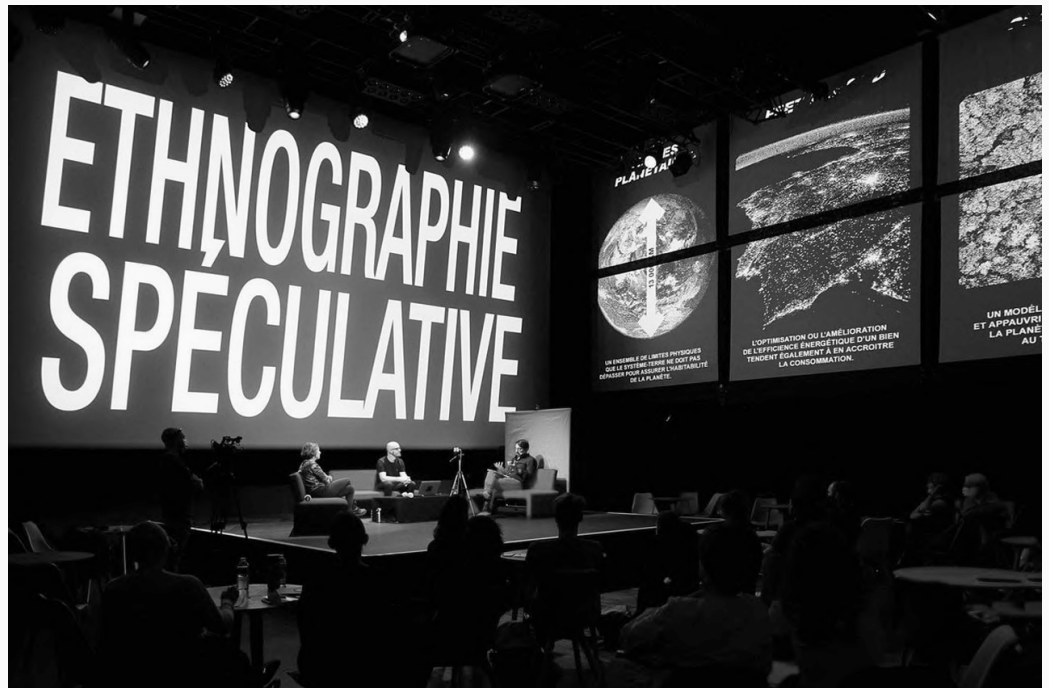 ETHNOGRAPHIE
SPÉCULATIVE
UN ENSEMBLE DE LIMITES PHYSIQUES
QUE LE SYSTÈME-TERRE NE DOIT PAS
DÉPASSER POUR ASSURER L'HABITABILITÉ
DE LA PLANÈTE.
L'OPTIMISATION OU L'AMÉLIORATION
DE L'EFFICIENCE ÉNERGÉTIQUE D'UN BIEN
TENDENT ÉGALEMENT À EN ACCROITRE
LA CONSOMMATION.
UN
ET APPAUVRI
LA
AU